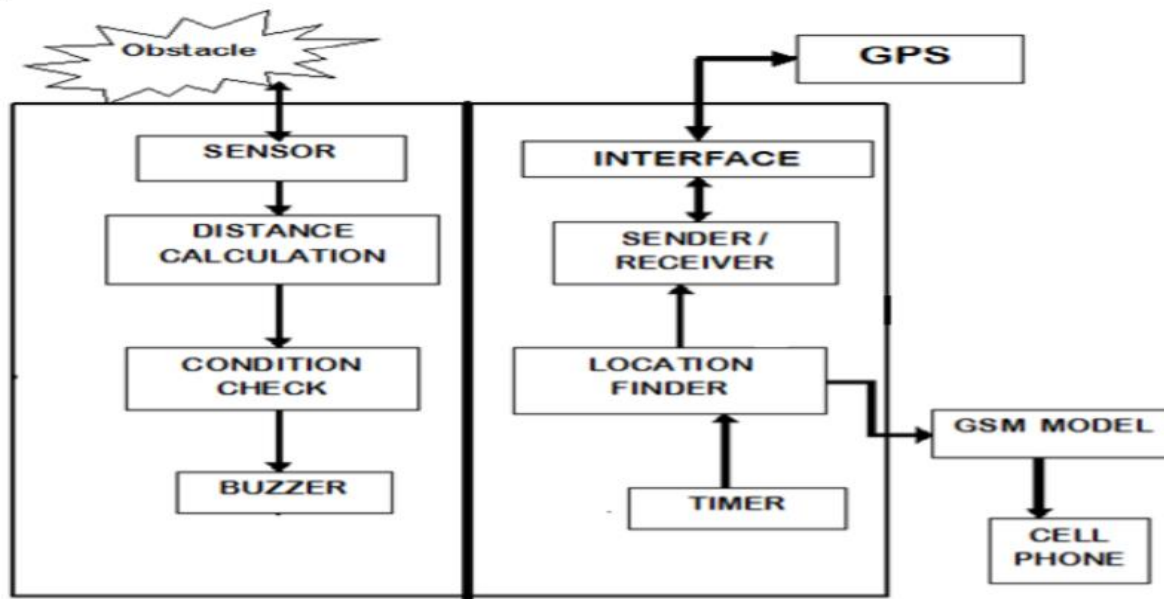 Obstacle
SENSOR
DISTANCE
CALCULATION
CONDITION
CHECK
BUZZER
GPS
INTERFACE
SENDER /
RECEIVER
LOCATION
FINDER
TIMER
GSM MODEL
CELL
PHONE